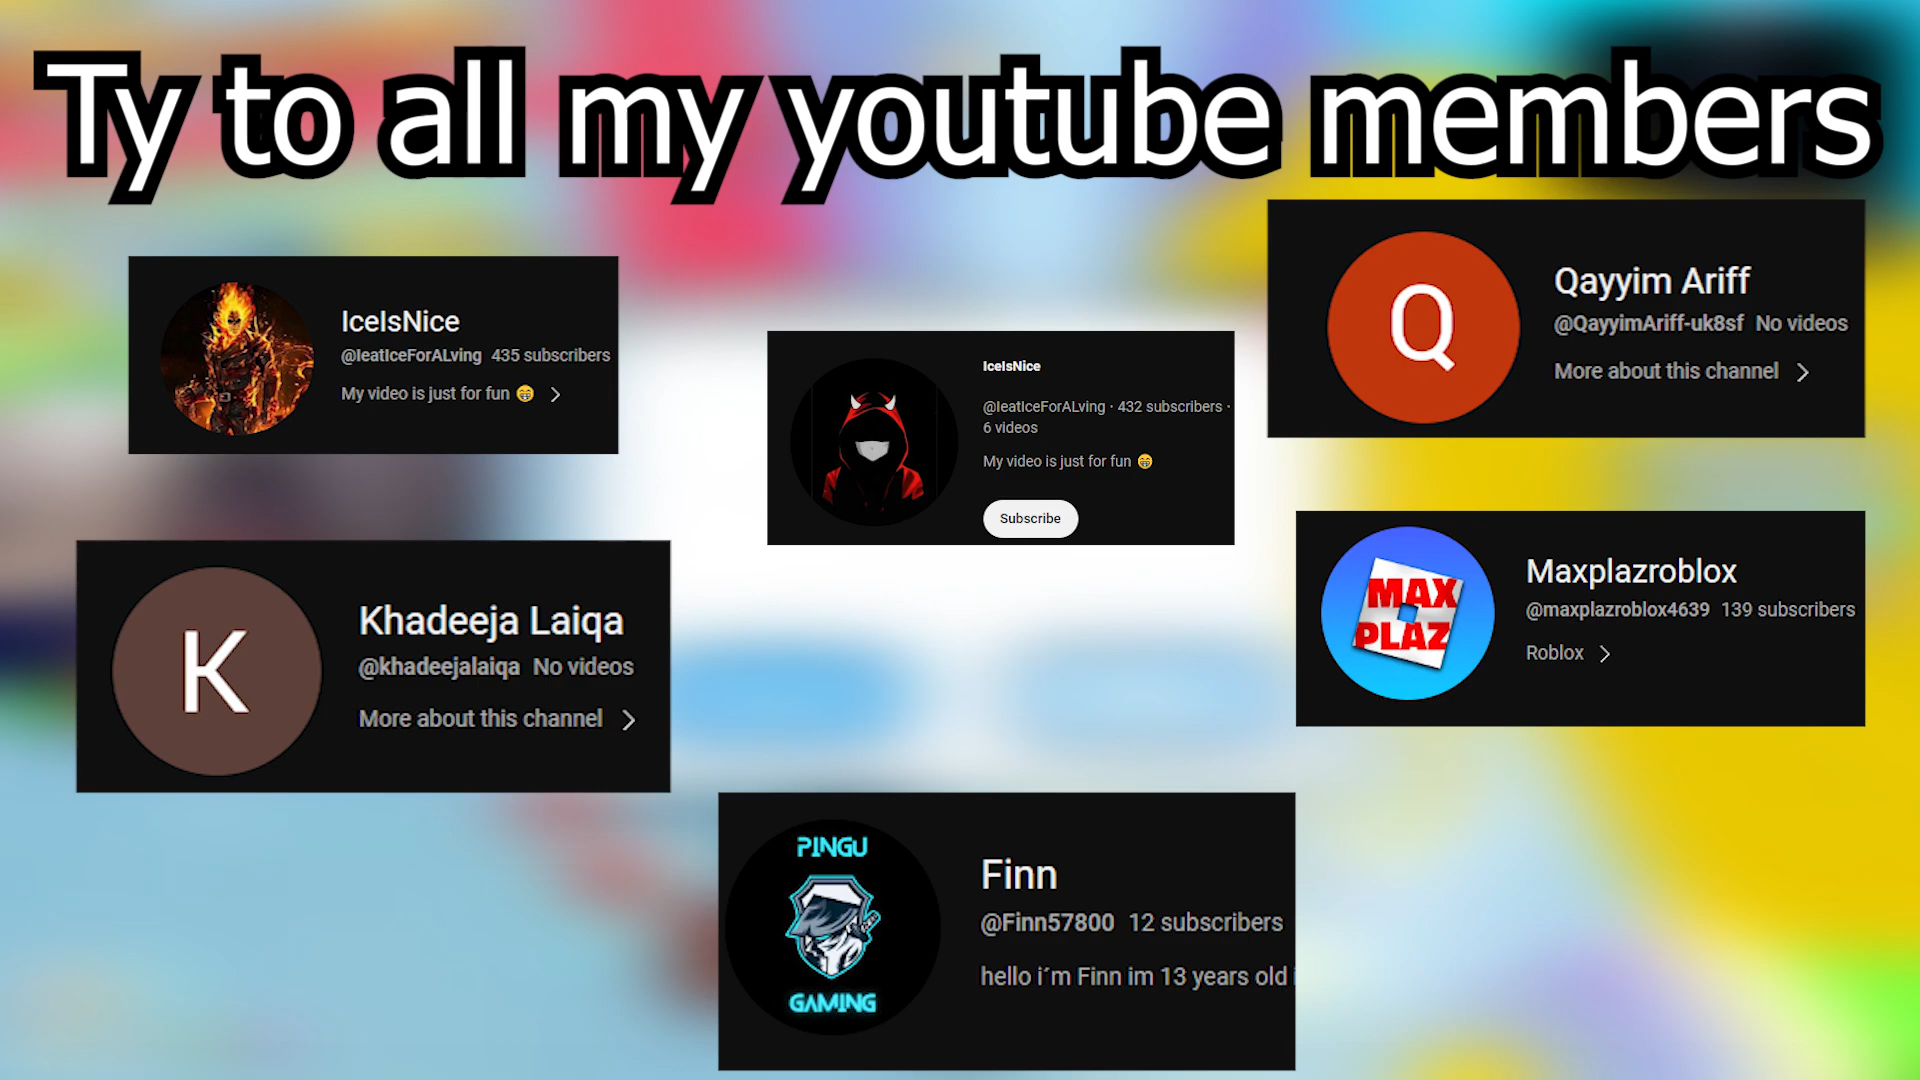 Ty to all my youtube members
IceIsNice
@IeatIceForALving 435 subscribers
My video is just for fun 😁 >
IceIsNice
@IeatIceForALving · 432 subscribers ·
6 videos
My video is just for fun 😁
Subscribe
Q
Qayyim Ariff
@QayyimAriff-uk8sf No videos
More about this channel >
K
Khadeeja Laiqa
@khadeejalaiqa No videos
More about this channel >
MAX
PLAZ
Maxplazroblox
@maxplazroblox4639 139 subscribers
Roblox >
PINGU
GAMING
Finn
@Finn57800 12 subscribers
hello i´m Finn im 13 years old